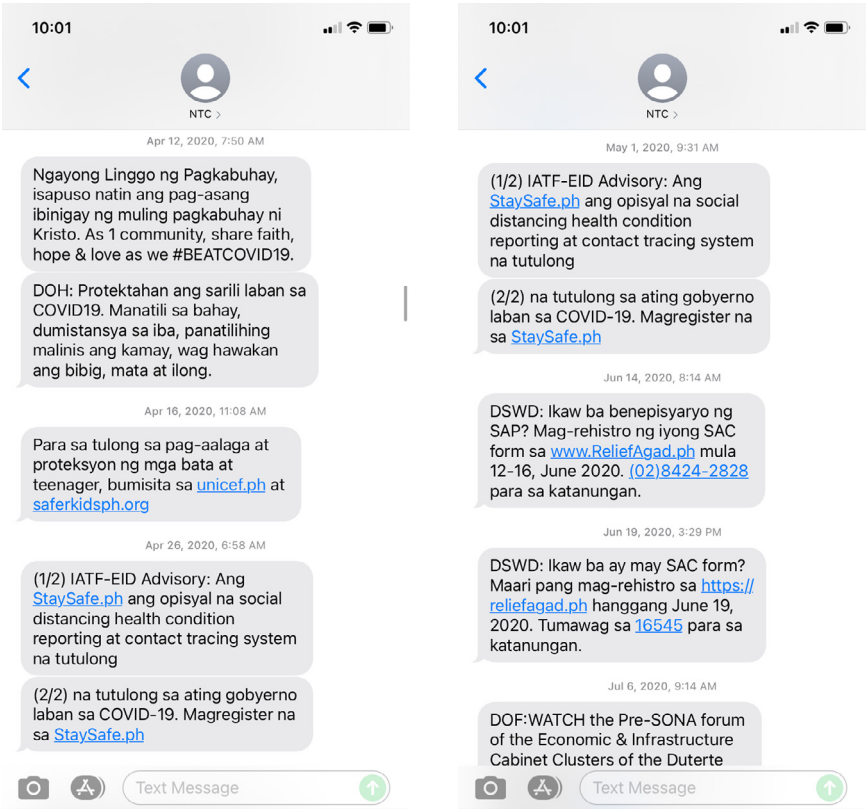 10:01
NTC >
Apr 12, 2020, 7:50 AM
Ngayong Linggo ng Pagkabuhay,
isapuso natin ang pag-asang
ibinigay ng muling pagkabuhay ni
Kristo. As 1 community, share faith,
hope & love as we #BEATCOVID19.
DOH: Protektahan ang sarili laban sa
COVID19. Manatili sa bahay,
dumistansya sa iba, panatilihing
malinis ang kamay, wag hawakan
ang bibig, mata at ilong.
Apr 16, 2020, 11:08 AM
Para sa tulong sa pag-aalaga at
proteksyon ng mga bata at
teenager, bumisita sa unicef.ph at
saferkidsph.org
Apr 26, 2020, 6:58 AM
(1/2) IATF-EID Advisory: Ang
StaySafe.ph ang opisyal na social
distancing health condition
reporting at contact tracing system
na tutulong
(2/2) na tutulong sa ating gobyerno
laban sa COVID-19. Magregister na
sa StaySafe.ph
Text Message
10:01
NTC >
May 1, 2020, 9:31 AM
(1/2) IATF-EID Advisory: Ang
StaySafe.ph ang opisyal na social
distancing health condition
reporting at contact tracing system
na tutulong
(2/2) na tutulong sa ating gobyerno
laban sa COVID-19. Magregister na
sa StaySafe.ph
Jun 14, 2020, 8:14 AM
DSWD: Ikaw ba benepisyaryo ng
SAP? Mag-rehistro ng iyong SAC
form sa www.ReliefAgad.ph mula
12-16, June 2020. (02)8424-2828
para sa katanungan.
Jun 19, 2020, 3:29 PM
DSWD: Ikaw ba ay may SAC form?
Maari pang mag-rehistro sa https://
reliefagad.ph hanggang June 19,
2020. Tumawag sa 16545 para sa
katanungan.
Jul 6, 2020, 9:14 AM
DOF:WATCH the Pre-SONA forum
of the Economic & Infrastructure
Cabinet Clusters of the Duterte
Text Message